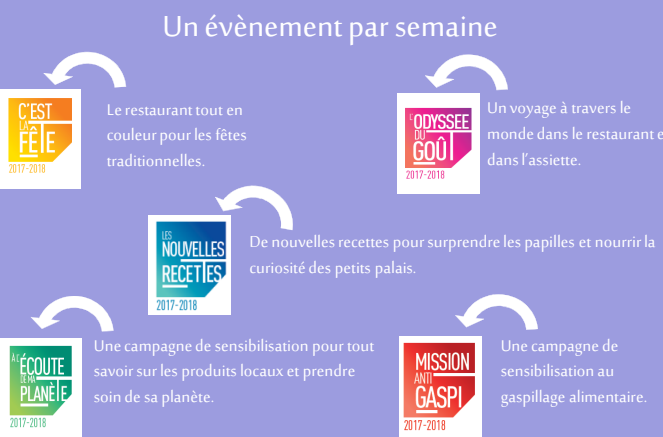 Un évènement par semaine
C'EST
LA
FÊTE
2017-2018
Le restaurant tout en
couleur pour les fêtes
traditionnelles.
L'ODYSSEE
DU
GOÛT
2017-2018
Un voyage à travers le
monde dans le restaurant e
dans l'assiette.
LES
NOUVELLES
RECETTES
2017-2018
De nouvelles recettes pour surprendre les papilles et nourrir la
curiosité des petits palais.
A L'ÉCOUTE
DE MA
PLANÈTE
2017-2018
Une campagne de sensibilisation pour tout
savoir sur les produits locaux et prendre
soin de sa planète.
MISSION
ANTI
GASPI
2017-2018
Une campagne de
sensibilisation au
gaspillage alimentaire.